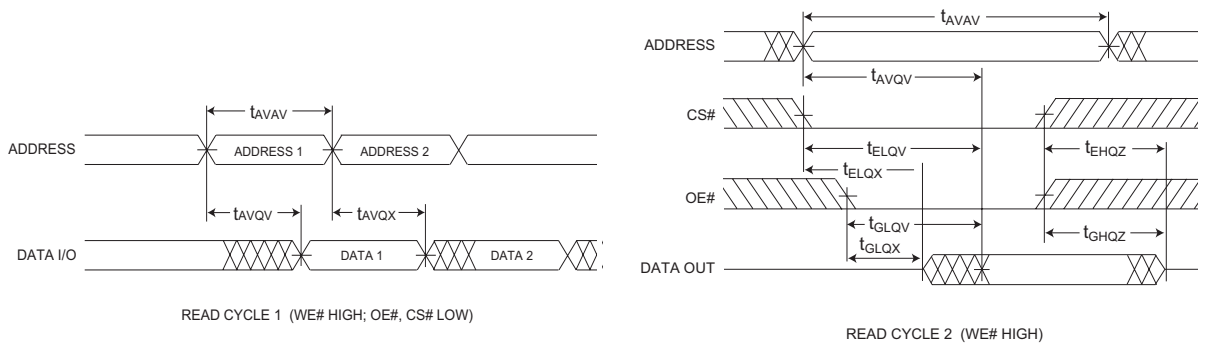 tAVAV
ADDRESS
ADDRESS 1
ADDRESS 2
tAVQV
tAVQX
DATA I/O
DATA 1
DATA 2
READ CYCLE 1 (WE# HIGH; OE#, CS# LOW)
tAVAV
ADDRESS
tAVQV
CS#
tELQV
tEHQZ
tELQX
OE#
tGLQV
tGHQZ
tGLQX
DATA OUT
READ CYCLE 2 (WE# HIGH)